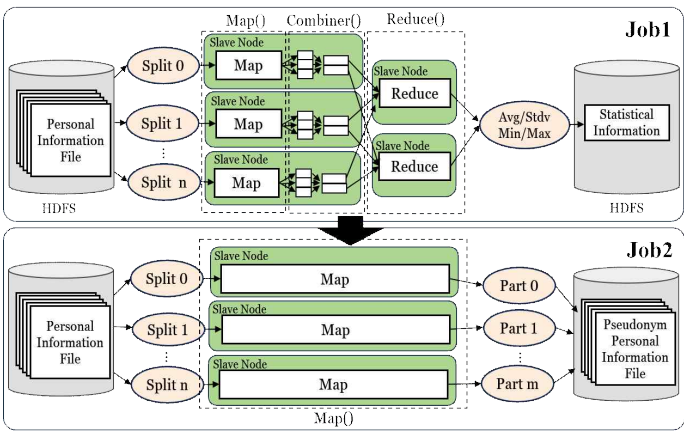 Map()
Combiner()
Reduce()
Job1
Personal
Information
File
HDFS
Split 0
Split 1
Split n
Slave Node
Map
Slave Node
Map
Slave Node
Map
Slave Node
Reduce
Slave Node
Reduce
Avg/Stdv
Min/Max
Statistical
Information
HDFS
Job2
Personal
Information
File
Split 0
Split 1
Split n
Slave Node
Map
Slave Node
Map
Slave Node
Map
Map()
Part 0
Part 1
Part m
Pseudonym
Personal
Information
File